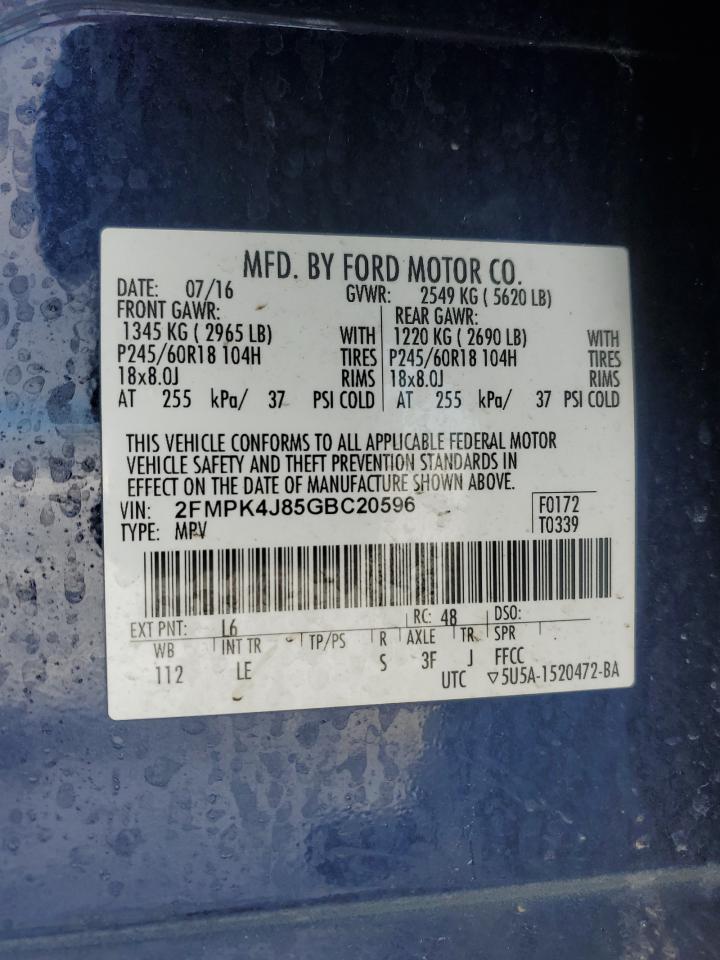 MFD. BY FORD MOTOR CO.
DATE: 07/16 GVWR: 2549 KG ( 5620 LB)
FRONT GAWR: REAR GAWR:
1345 KG ( 2965 LB) WITH 1220 KG ( 2690 LB) WITH
P245/60R18 104H TIRES P245/60R18 104H TIRES
18x8.0J RIMS 18x8.0J RIMS
AT 255 kPa/ 37 PSI COLD AT 255 kPa/ 37 PSI COLD
THIS VEHICLE CONFORMS TO ALL APPLICABLE FEDERAL MOTOR
VEHICLE SAFETY AND THEFT PREVENTION STANDARDS IN
EFFECT ON THE DATE OF MANUFACTURE SHOWN ABOVE.
VIN: 2FMPK4J85GBC20596 F0172
TYPE: MPV T0339
EXT PNT: L6 RC: 48 DSO:
WB INT TR TP/PS R AXLE TR SPR
112 LE S 3F J FFCC
UTC ▽5U5A-1520472-BA